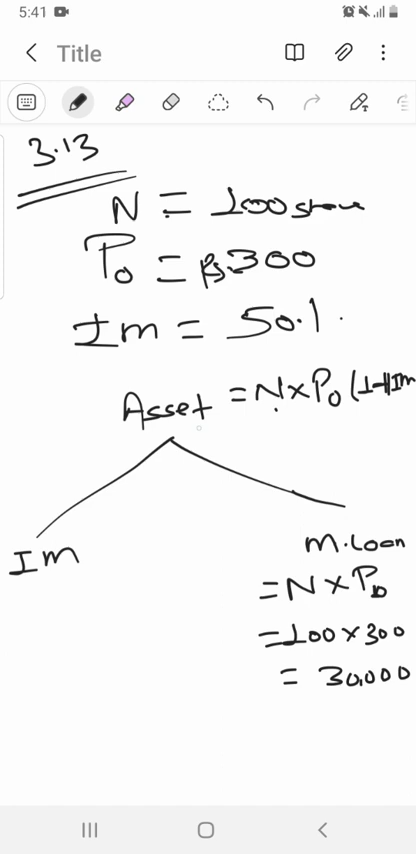 5:41
Title
3.13
N = 100 share
P0 = Rs.300
Im = 50%.
Asset = N×P0 (1+Im
Im
M.Loan
= N × P0
= 100 × 300
= 30,000